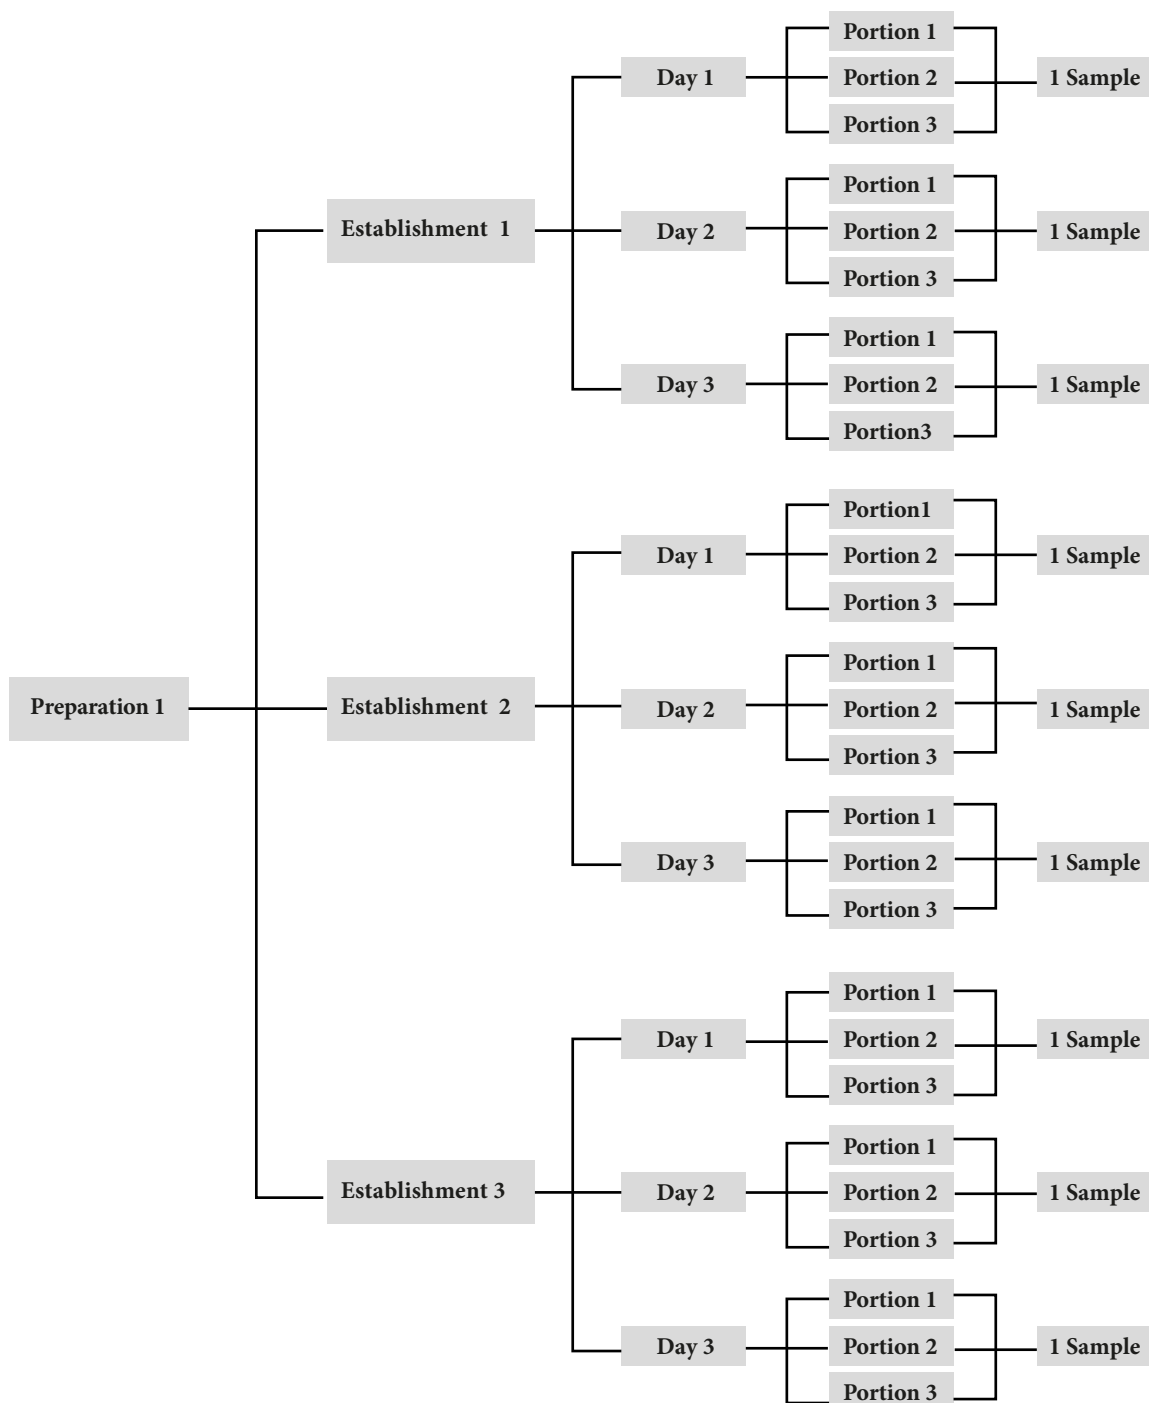 Portion 1
Day 1
Portion 2
1 Sample
Portion 3
Portion 1
Establishment 1
Day 2
Portion 2
1 Sample
Portion 3
Portion 1
Day 3
Portion 2
1 Sample
Portion3
Portion1
Day 1
Portion 2
1 Sample
Portion 3
Portion 1
Preparation 1
Establishment 2
Day 2
Portion 2
1 Sample
Portion 3
Portion 1
Day 3
Portion 2
1 Sample
Portion 3
Portion 1
Day 1
Portion 2
1 Sample
Portion 3
Portion 1
Establishment 3
Day 2
Portion 2
1 Sample
Portion 3
Portion 1
Day 3
Portion 2
1 Sample
Portion 3